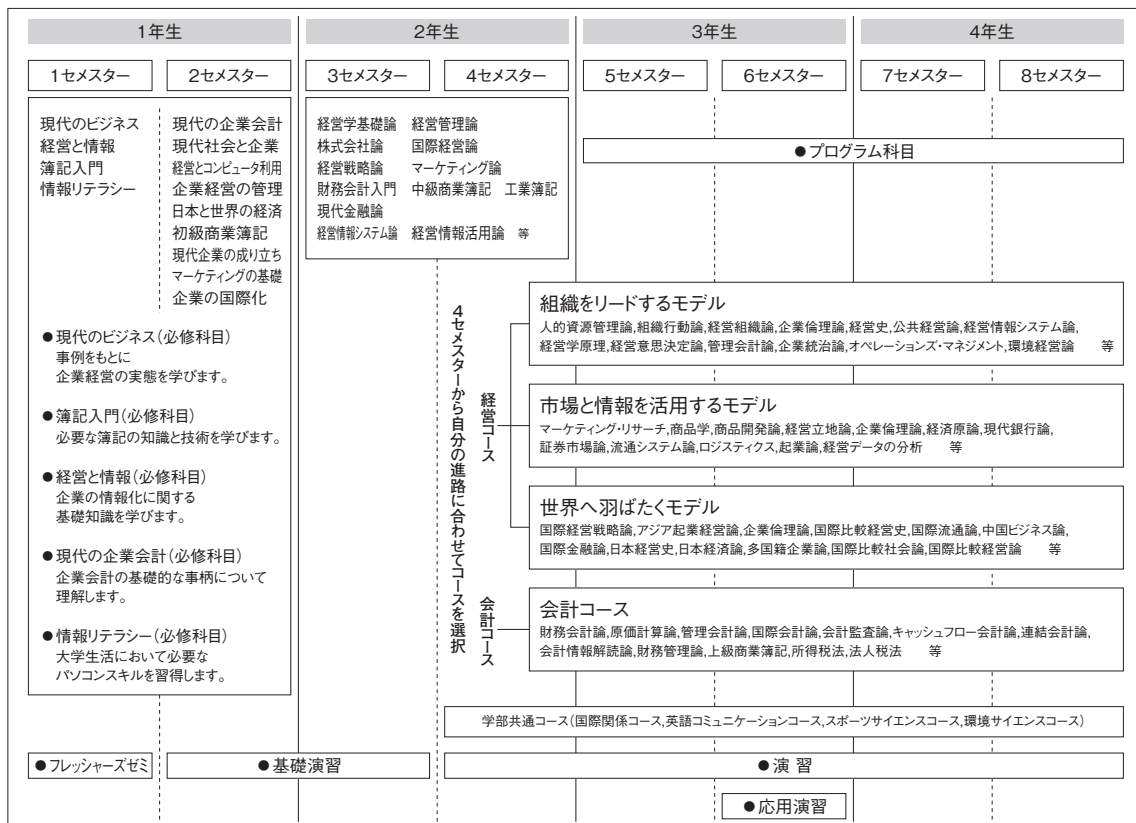 1年生
2年生
3年生
4年生
1セメスター
2セメスター
3セメスター
4セメスター
5セメスター
6セメスター
7セメスター
8セメスター
現代のビジネス
経営と情報
簿記入門
情報リテラシー
現代の企業会計
現代社会と企業
経営とコンピュータ利用
企業経営の管理
日本と世界の経済
初級商業簿記
現代企業の成り立ち
マーケティングの基礎
企業の国際化
●現代のビジネス(必修科目)
事例をもとに
企業経営の実態を学びます。
●簿記入門(必修科目)
必要な簿記の知識と技術を学びます。
●経営と情報(必修科目)
企業の情報化に関する
基礎知識を学びます。
●現代の企業会計(必修科目)
企業会計の基礎的な事柄について
理解します。
●情報リテラシー(必修科目)
大学生活において必要な
パソコンスキルを習得します。
経営学基礎論 経営管理論
株式会社論 国際経営論
経営戦略論 マーケティング論
財務会計入門 中級商業簿記 工業簿記
現代金融論
経営情報システム論 経営情報活用論 等
●プログラム科目
4セメスターから自分の進路に合わせてコースを選択
経営コース
組織をリードするモデル
人的資源管理論,組織行動論,経営組織論,企業倫理論,経営史,公共経営論,経営情報システム論,
経営学原理,経営意思決定論,管理会計論,企業統治論,オペレーションズ・マネジメント,環境経営論 等
市場と情報を活用するモデル
マーケティング・リサーチ,商品学,商品開発論,経営立地論,企業倫理論,経済原論,現代銀行論,
証券市場論,流通システム論,ロジスティクス,起業論,経営データの分析 等
世界へ羽ばたくモデル
国際経営戦略論,アジア起業経営論,企業倫理論,国際比較経営史,国際流通論,中国ビジネス論,
国際金融論,日本経営史,日本経済論,多国籍企業論,国際比較社会論,国際比較経営論 等
会計コース
会計コース
財務会計論,原価計算論,管理会計論,国際会計論,会計監査論,キャッシュフロー会計論,連結会計論,
会計情報解読論,財務管理論,上級商業簿記,所得税法,法人税法 等
学部共通コース(国際関係コース,英語コミュニケーションコース,スポーツサイエンスコース,環境サイエンスコース)
●フレッシャーズゼミ
●基礎演習
●演 習
●応用演習